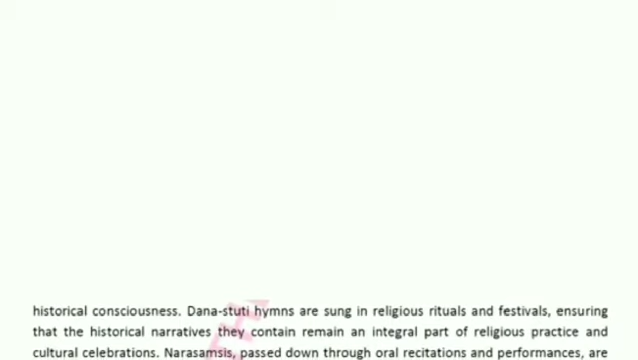 historical consciousness. Dana-stuti hymns are sung in religious rituals and festivals, ensuring
that the historical narratives they contain remain an integral part of religious practice and
cultural celebrations. Narasamsis, passed down through oral recitations and performances, are